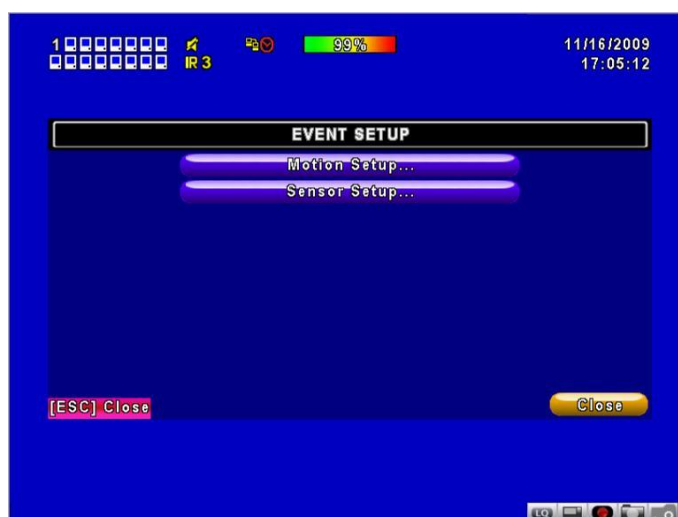 1
IR 3
99%
11/16/2009
17:05:12
EVENT SETUP
Motion Setup...
Sensor Setup...
[ESC] Close
Close
LQ